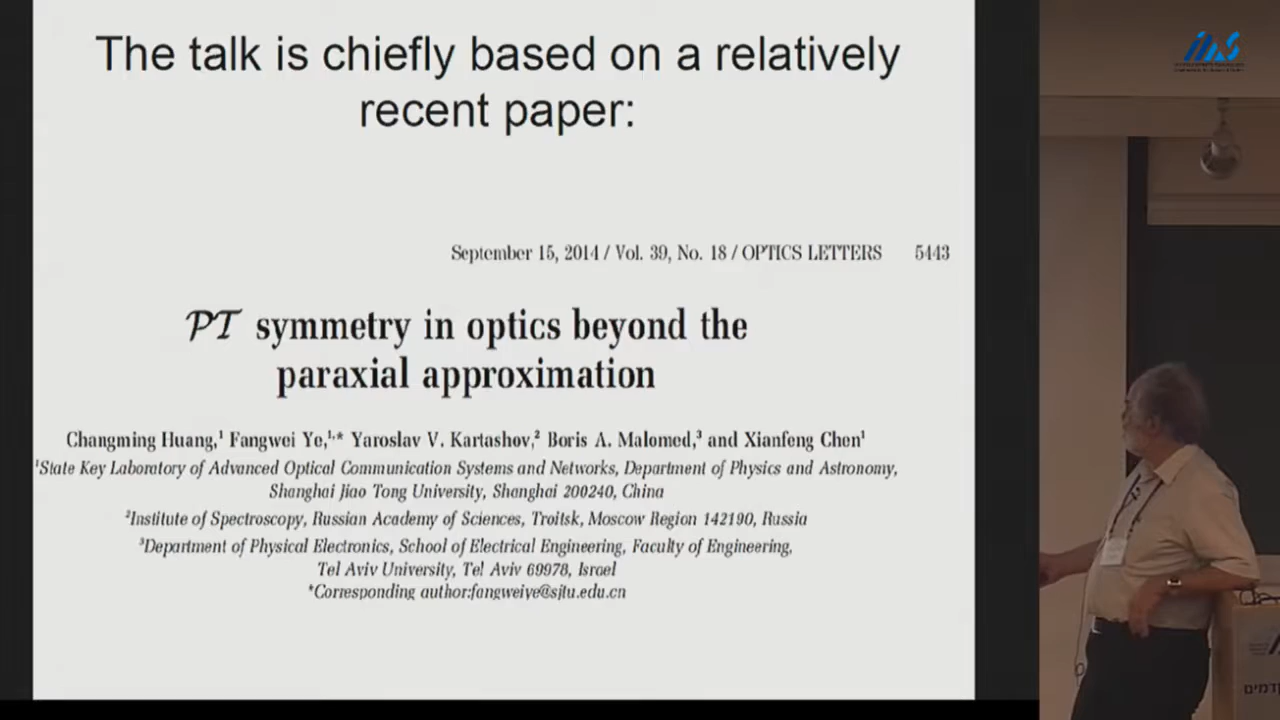 The talk is chiefly based on a relatively
recent paper:
September 15, 2014 / Vol. 39, No. 18 / OPTICS LETTERS 5443
PT symmetry in optics beyond the
paraxial approximation
Changming Huang,¹ Fangwei Ye,¹,* Yaroslav V. Kartashov,² Boris A. Malomed,³ and Xianfeng Chen¹
¹State Key Laboratory of Advanced Optical Communication Systems and Networks, Department of Physics and Astronomy,
Shanghai Jiao Tong University, Shanghai 200240, China
²Institute of Spectroscopy, Russian Academy of Sciences, Troitsk, Moscow Region 142190, Russia
³Department of Physical Electronics, School of Electrical Engineering, Faculty of Engineering,
Tel Aviv University, Tel Aviv 69978, Israel
*Corresponding author:fangweiye@sjtu.edu.cn